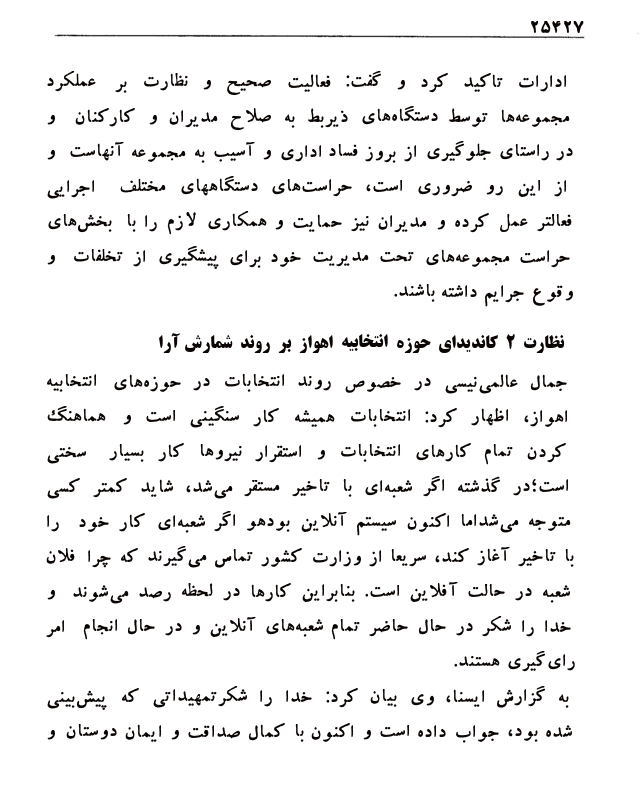 ۲۵۴۲۷
ادارات تاکید کرد و گفت: فعالیت صحیح و نظارت بر عملکرد
مجموعه‌ها توسط دستگاه‌های ذیربط به صلاح مدیران و کارکنان و
در راستای جلوگیری از بروز فساد اداری و آسیب به مجموعه آنهاست و
از این رو ضروری است، حراست‌های دستگاههای مختلف اجرایی
فعالتر عمل کرده و مدیران نیز حمایت و همکاری لازم را با بخش‌های
حراست مجموعه‌های تحت مدیریت خود برای پیشگیری از تخلفات و
وقوع جرایم داشته باشند.
نظارت ۲ کاندیدای حوزه انتخابیه اهواز بر روند شمارش آرا
جمال عالمی‌نیسی در خصوص روند انتخابات در حوزه‌های انتخابیه
اهواز، اظهار کرد: انتخابات همیشه کار سنگینی است و هماهنگ
کردن تمام کارهای انتخابات و استقرار نیروها کار بسیار سختی
است؛در گذشته اگر شعبه‌ای با تاخیر مستقر می‌شد، شاید کمتر کسی
متوجه می‌شداما اکنون سیستم آنلاین بودهو اگر شعبه‌ای کار خود را
با تاخیر آغاز کند، سریعا از وزارت کشور تماس می‌گیرند که چرا فلان
شعبه در حالت آفلاین است. بنابراین کارها در لحظه رصد می‌شوند و
خدا را شکر در حال حاضر تمام شعبه‌های آنلاین و در حال انجام امر
رای‌گیری هستند.
به گزارش ایسنا، وی بیان کرد: خدا را شکرتمهیداتی که پیش‌بینی
شده بود، جواب داده است و اکنون با کمال صداقت و ایمان دوستان و